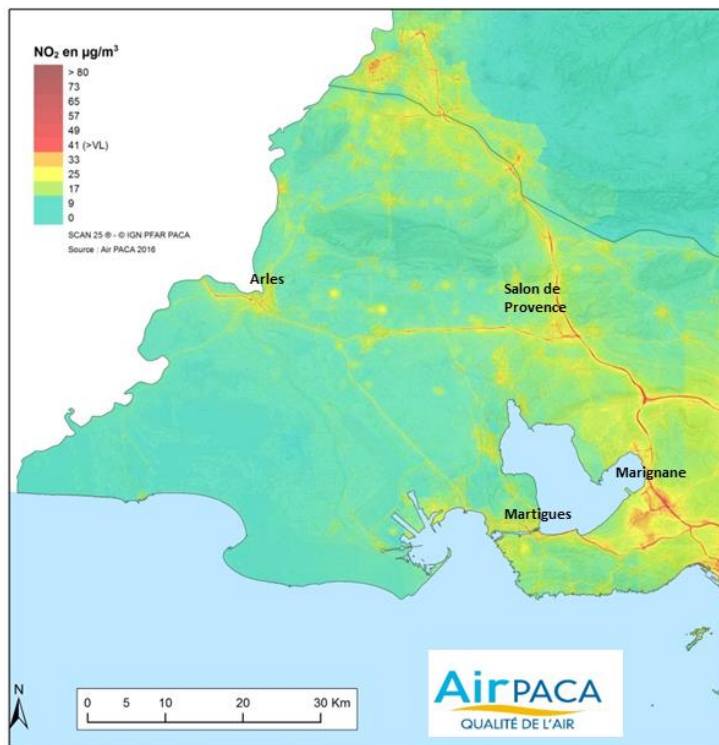 NO₂ en µg/m³
> 80
73
65
57
49
41 (>VL)
33
25
17
9
0
SCAN 25 ® - © IGN PFAR PACA
Source : Air PACA 2016
Arles
Salon de
Provence
Marignane
Martigues
N
0 5 10 20 30 Km
AirPACA
QUALITÉ DE L'AIR